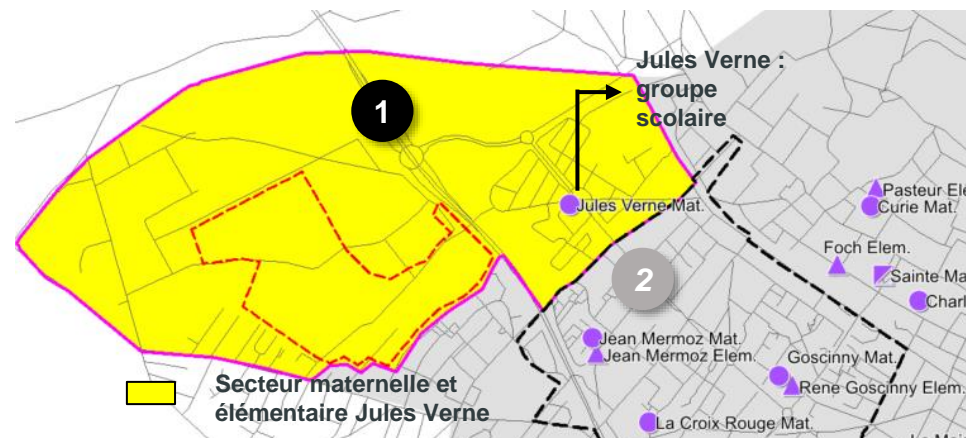 Jules Verne :
groupe
scolaire
1
Jules Verne Mat.
Pasteur Ele
Curie Mat.
Foch Elem.
2
Sainte Ma
Charl
Jean Mermoz Mat.
Jean Mermoz Elem.
Goscinny Mat.
Rene Goscinny Elem.
La Croix Rouge Mat.
Secteur maternelle et
élémentaire Jules Verne